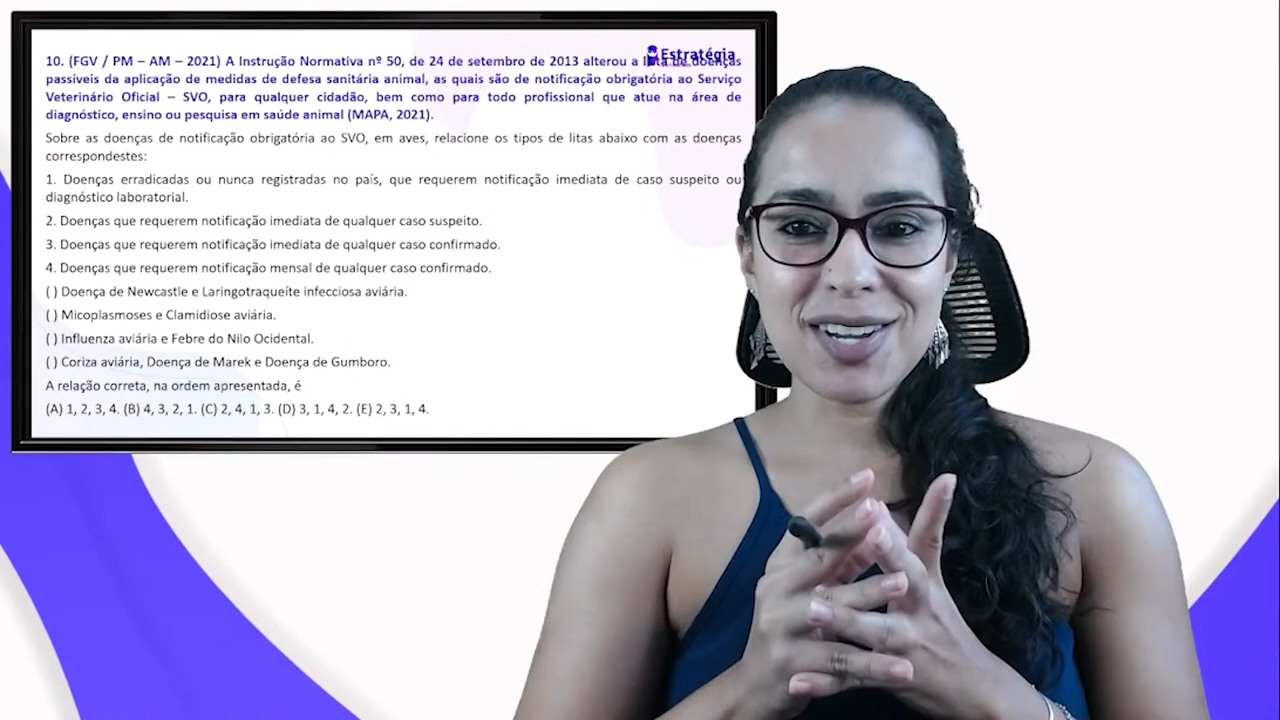 Estratégia
10. (FGV / PM – AM – 2021) A Instrução Normativa nº 50, de 24 de setembro de 2013 alterou a lista de doenças
passíveis da aplicação de medidas de defesa sanitária animal, as quais são de notificação obrigatória ao Serviço
Veterinário Oficial – SVO, para qualquer cidadão, bem como para todo profissional que atue na área de
diagnóstico, ensino ou pesquisa em saúde animal (MAPA, 2021).
Sobre as doenças de notificação obrigatória ao SVO, em aves, relacione os tipos de litas abaixo com as doenças
correspondestes:
1. Doenças erradicadas ou nunca registradas no país, que requerem notificação imediata de caso suspeito ou
diagnóstico laboratorial.
2. Doenças que requerem notificação imediata de qualquer caso suspeito.
3. Doenças que requerem notificação imediata de qualquer caso confirmado.
4. Doenças que requerem notificação mensal de qualquer caso confirmado.
( ) Doença de Newcastle e Laringotraqueíte infecciosa aviária.
( ) Micoplasmoses e Clamidiose aviária.
( ) Influenza aviária e Febre do Nilo Ocidental.
( ) Coriza aviária, Doença de Marek e Doença de Gumboro.
A relação correta, na ordem apresentada, é
(A) 1, 2, 3, 4. (B) 4, 3, 2, 1. (C) 2, 4, 1, 3. (D) 3, 1, 4, 2. (E) 2, 3, 1, 4.